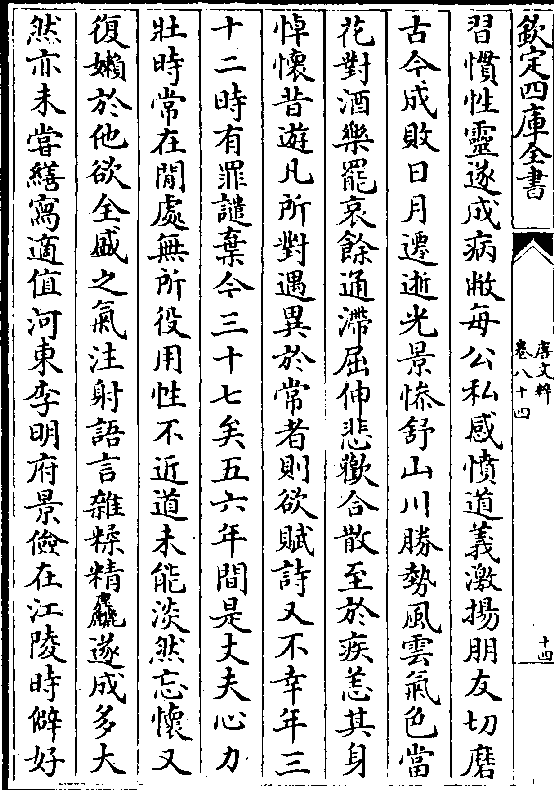 欽定四庫全書
唐文粹
卷八十四
十四
習慣性靈遂成病敝每公私感憤道義激揚朋友切磨
古今成敗日月遷逝光景慘舒山川勝勢風雲氣色當
花對酒樂罷哀餘通滯屈伸悲歡合散至於疾恙其身
悼懷昔遊凡所對遇異於常者則欲賦詩又不幸年三
十二時有罪譴棄今三十七矣五六年間是丈夫心力
壯時常在閒處無所役用性不近道未能淡然忘懷又
復嬾於他欲全盛之氣注射語言雜糅精麤遂成多大
然亦未嘗繕寫適值河東李明府景儉在江陵時僻好